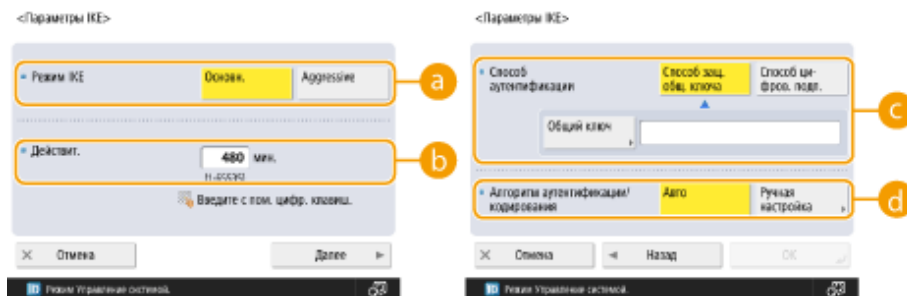 <Параметры IKE>
Режим IKE
Основн.
Aggressive
a
Действит.
480 мин.
Введите с пом. цифр. клавиш.
b
Отмена
Далее
Режим Управление системой.
<Параметры IKE>
Способ
аутентификации
Способ защ.
общ. ключа
Способ ци-
фров. подп.
Общий ключ
c
Алгоритм аутентификации/
кодирования
Авто
Ручная
настройка
d
Отмена
Назад
OK
Режим Управление системой.